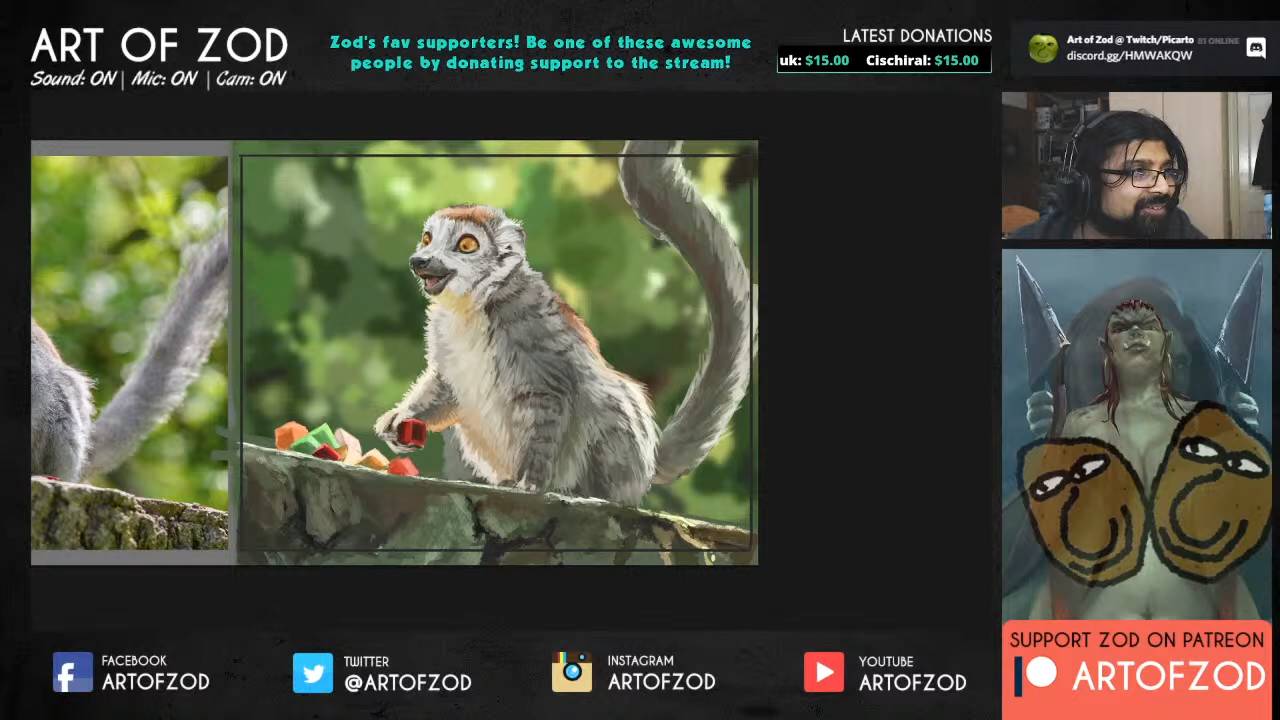 ART OF ZOD
Sound: ON | Mic: ON | Cam: ON
Zod's fav supporters! Be one of these awesome
people by donating support to the stream!
LATEST DONATIONS
uk: $15.00 Cischiral: $15.00
Art of Zod @ Twitch/Picarto 81 ONLINE
discord.gg/HMWAKQW
FACEBOOK
ARTOFZOD
TWITTER
@ARTOFZOD
INSTAGRAM
ARTOFZOD
YOUTUBE
ARTOFZOD
SUPPORT ZOD ON PATREON
ARTOFZOD